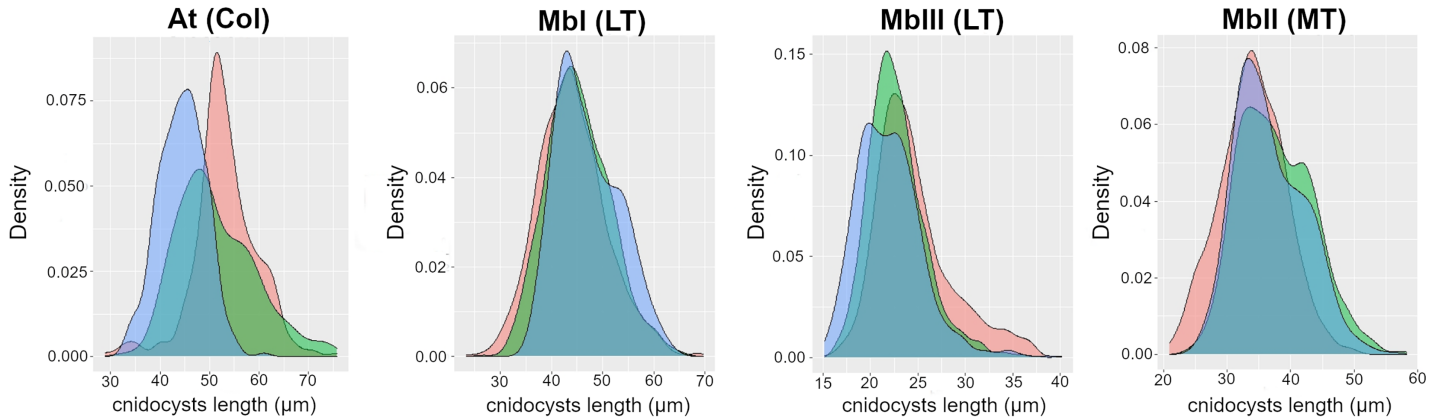 At (Col)
Density
0.075
0.050
0.025
0.000
30 40 50 60 70
cnidocysts length (µm)
MbI (LT)
Density
0.06
0.04
0.02
0.00
30 40 50 60 70
cnidocysts length (µm)
MbIII (LT)
Density
0.15
0.10
0.05
0.00
15 20 25 30 35 40
cnidocysts length (µm)
MbII (MT)
Density
0.08
0.06
0.04
0.02
0.00
20 30 40 50 60
cnidocysts length (µm)